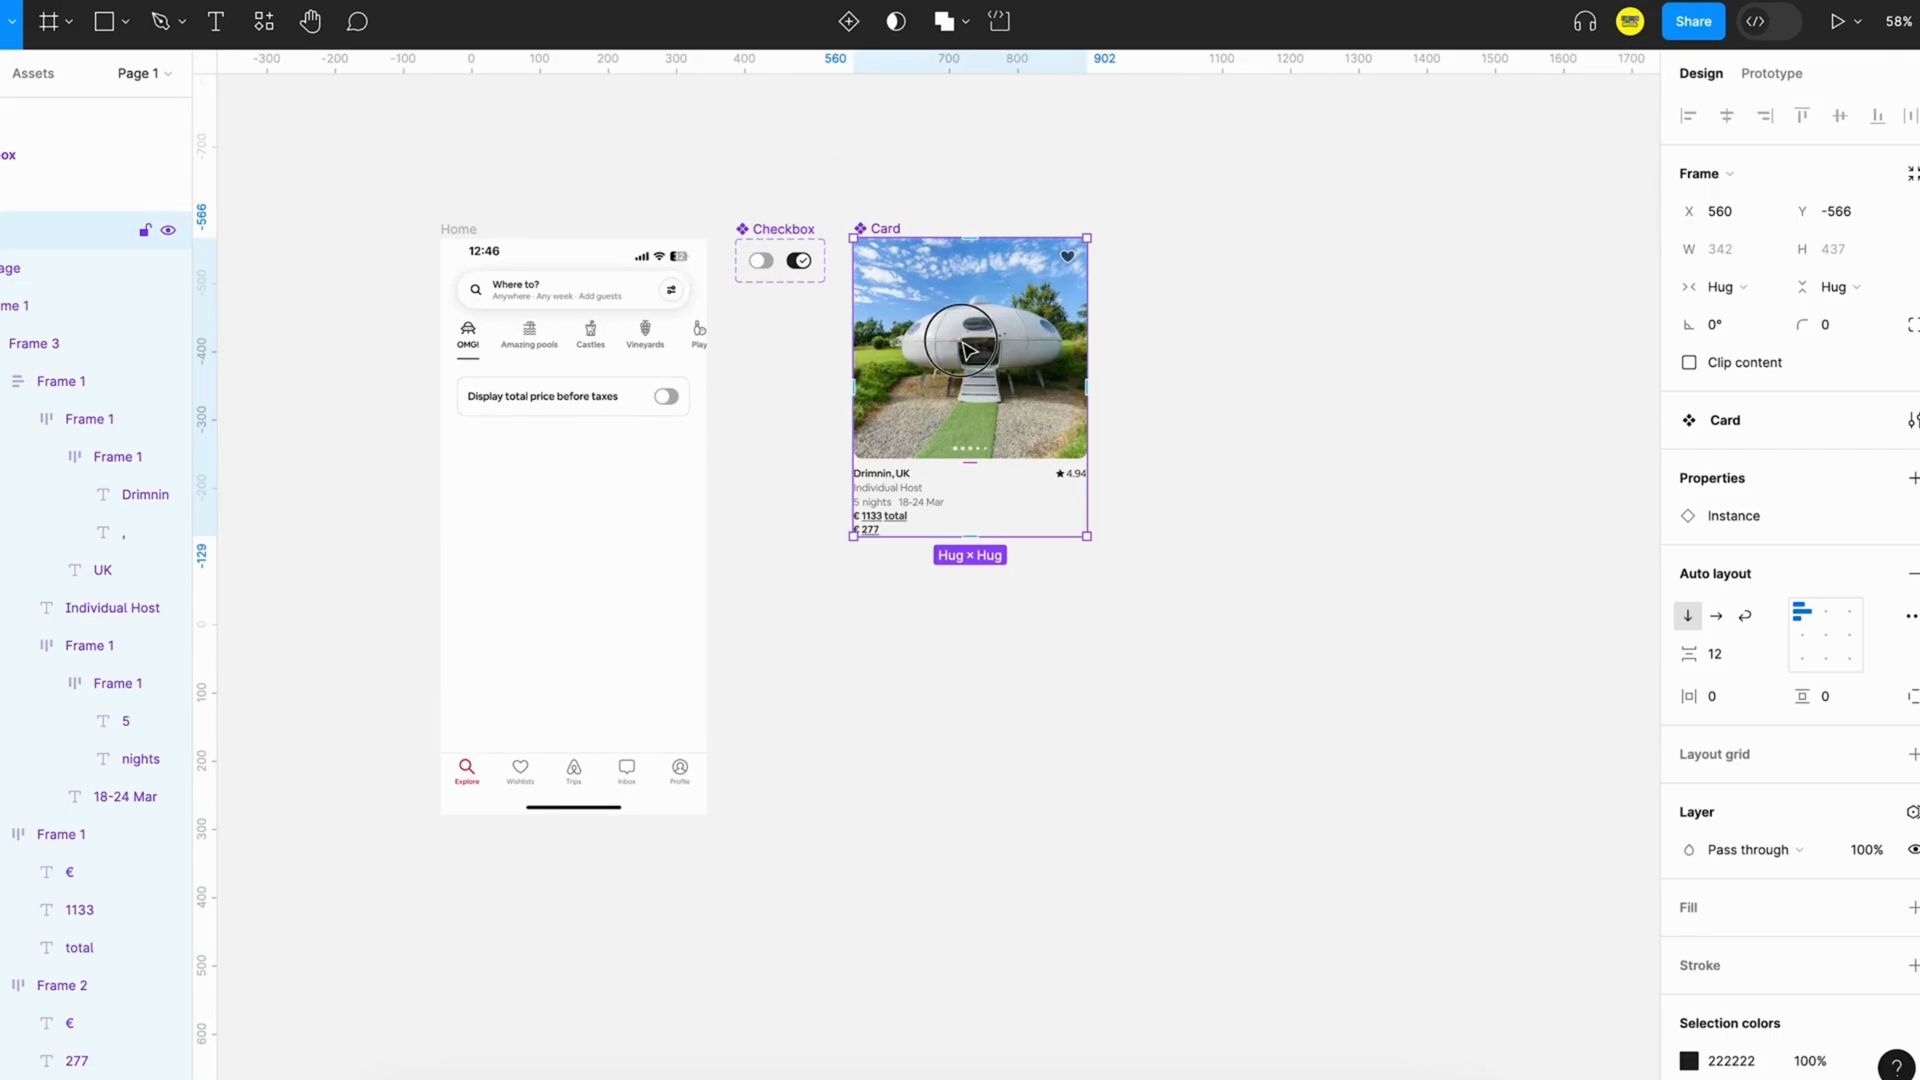 Share
58%
Assets
Page 1
-300
-200
-100
0
100
200
300
400
560
700
800
902
1100
1200
1300
1400
1500
1600
1700
Design
Prototype
ox
age
me 1
Frame 3
Frame 1
Frame 1
Frame 1
Drimnin
,
UK
Individual Host
Frame 1
Frame 1
5
nights
18-24 Mar
Frame 1
€
1133
total
Frame 2
€
277
-700
-566
-500
-400
-300
-200
-129
0
100
200
300
400
500
600
Home
12:46
Where to?
Anywhere · Any week · Add guests
OMG!
Amazing pools
Castles
Vineyards
Play
Display total price before taxes
Explore
Wishlists
Trips
Inbox
Profile
Checkbox
Card
Drimnin, UK
★ 4.94
Individual Host
5 nights 18-24 Mar
€ 1133 total
€ 277
Hug × Hug
Frame
X 560
Y -566
W 342
H 437
Hug
Hug
0°
0
Clip content
Card
Properties
Instance
Auto layout
12
0
0
Layout grid
Layer
Pass through
100%
Fill
Stroke
Selection colors
222222
100%
?